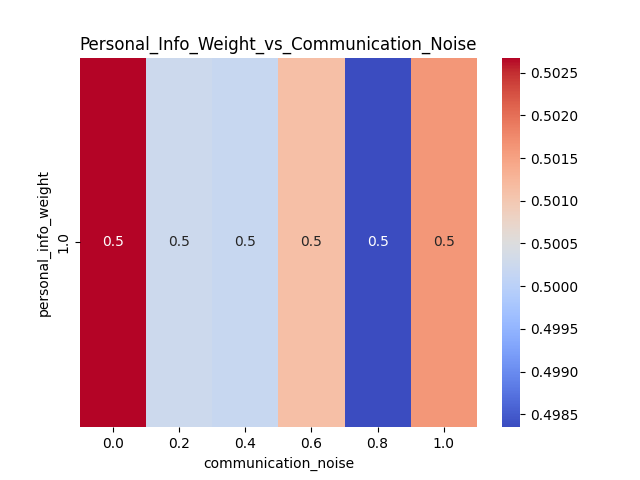 Personal_Info_Weight_vs_Communication_Noise
personal_info_weight
1.0
0.5 0.5 0.5 0.5 0.5 0.5
0.0 0.2 0.4 0.6 0.8 1.0
communication_noise
0.5025
0.5020
0.5015
0.5010
0.5005
0.5000
0.4995
0.4990
0.4985